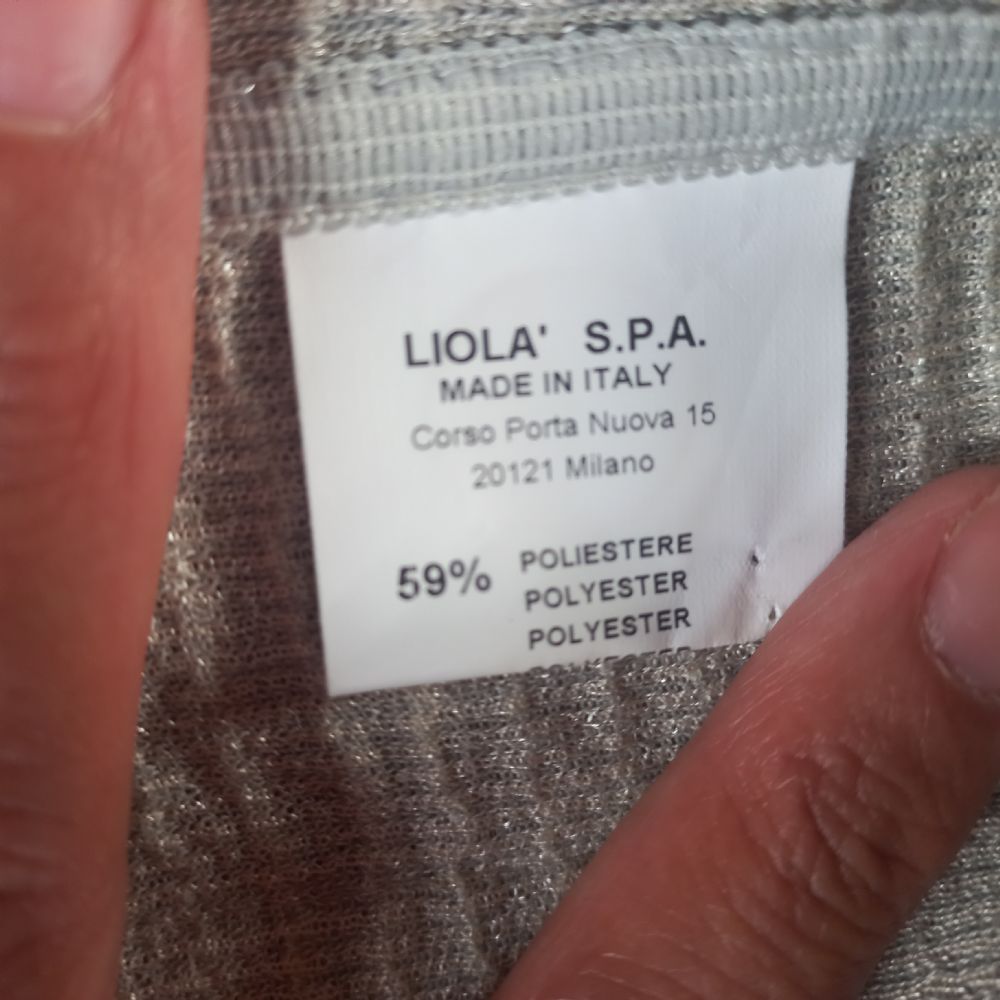 LIOLA' S.P.A.
MADE IN ITALY
Corso Porta Nuova 15
20121 Milano
59% POLIESTERE
POLYESTER
POLYESTER